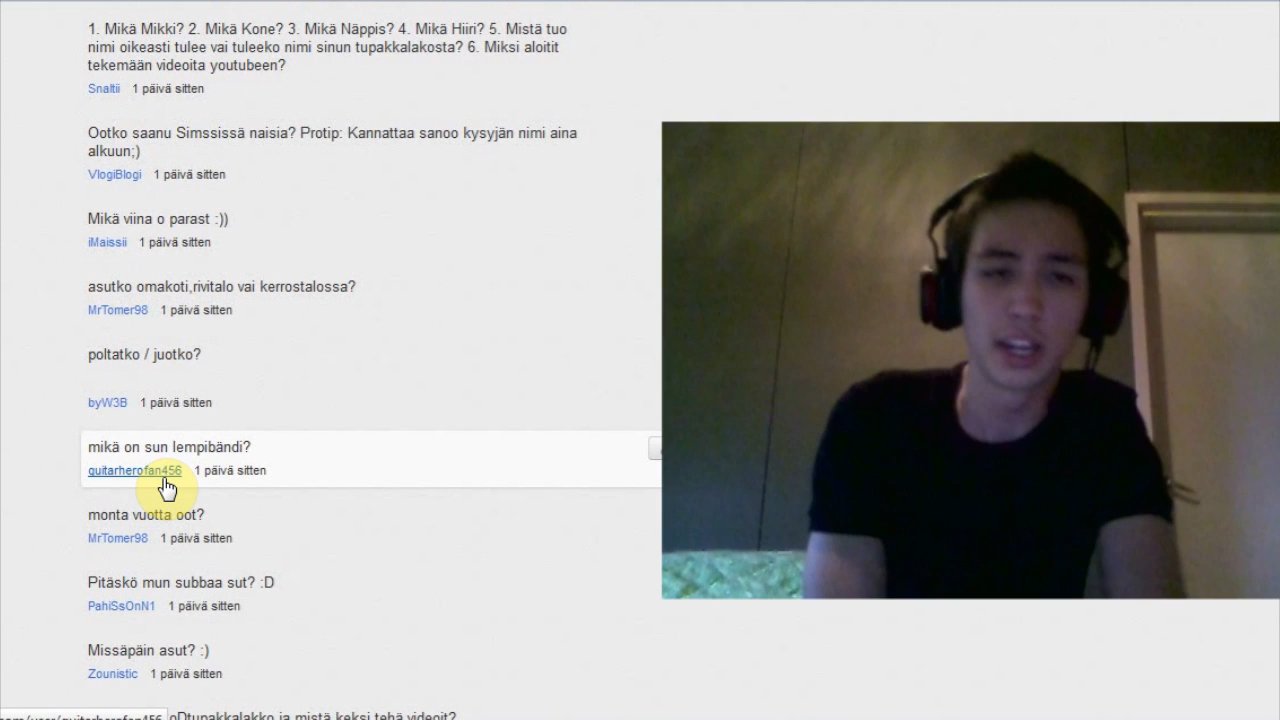 1. Mikä Mikki? 2. Mikä Kone? 3. Mikä Näppis? 4. Mikä Hiiri? 5. Mistä tuo
nimi oikeasti tulee vai tuleeko nimi sinun tupakkalakosta? 6. Miksi aloitit
tekemään videoita youtubeen?
Snaltii 1 päivä sitten
Ootko saanu Simssissä naisia? Protip: Kannattaa sanoo kysyjän nimi aina
alkuun;)
VlogiBlogi 1 päivä sitten
Mikä viina o parast :))
iMaissii 1 päivä sitten
asutko omakoti,rivitalo vai kerrostalossa?
MrTomer98 1 päivä sitten
poltatko / juotko?
byW3B 1 päivä sitten
mikä on sun lempibändi?
guitarherofan456 1 päivä sitten
monta vuotta oot?
MrTomer98 1 päivä sitten
Pitäskö mun subbaa sut? :D
PahiSsOnN1 1 päivä sitten
Missäpäin asut? :)
Zounistic 1 päivä sitten
oDtupakkalakko ja mistä keksi tehä videoit?